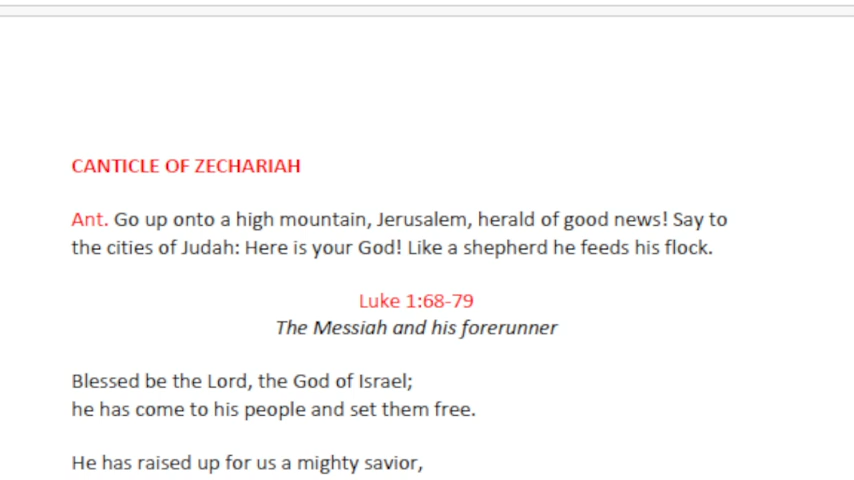 CANTICLE OF ZECHARIAH
Ant. Go up onto a high mountain, Jerusalem, herald of good news! Say to
the cities of Judah: Here is your God! Like a shepherd he feeds his flock.
Luke 1:68-79
The Messiah and his forerunner
Blessed be the Lord, the God of Israel;
he has come to his people and set them free.
He has raised up for us a mighty savior,